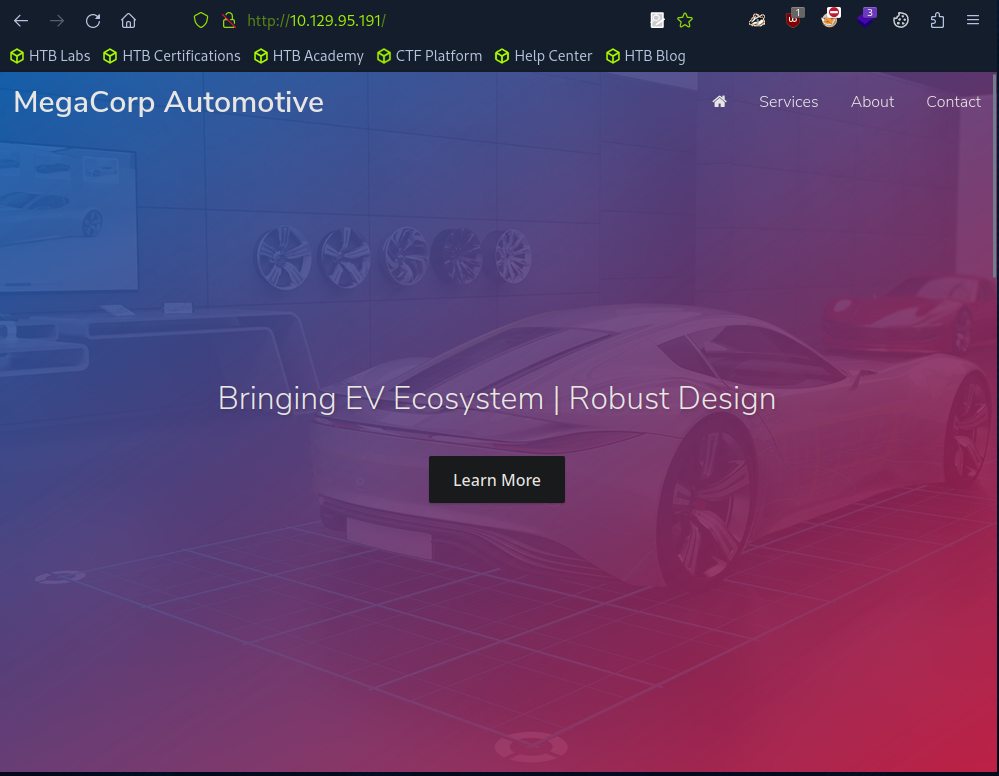 http://10.129.95.191/
1
3
HTB Labs HTB Certifications HTB Academy CTF Platform Help Center HTB Blog
MegaCorp Automotive Services About Contact
Bringing EV Ecosystem | Robust Design
Learn More